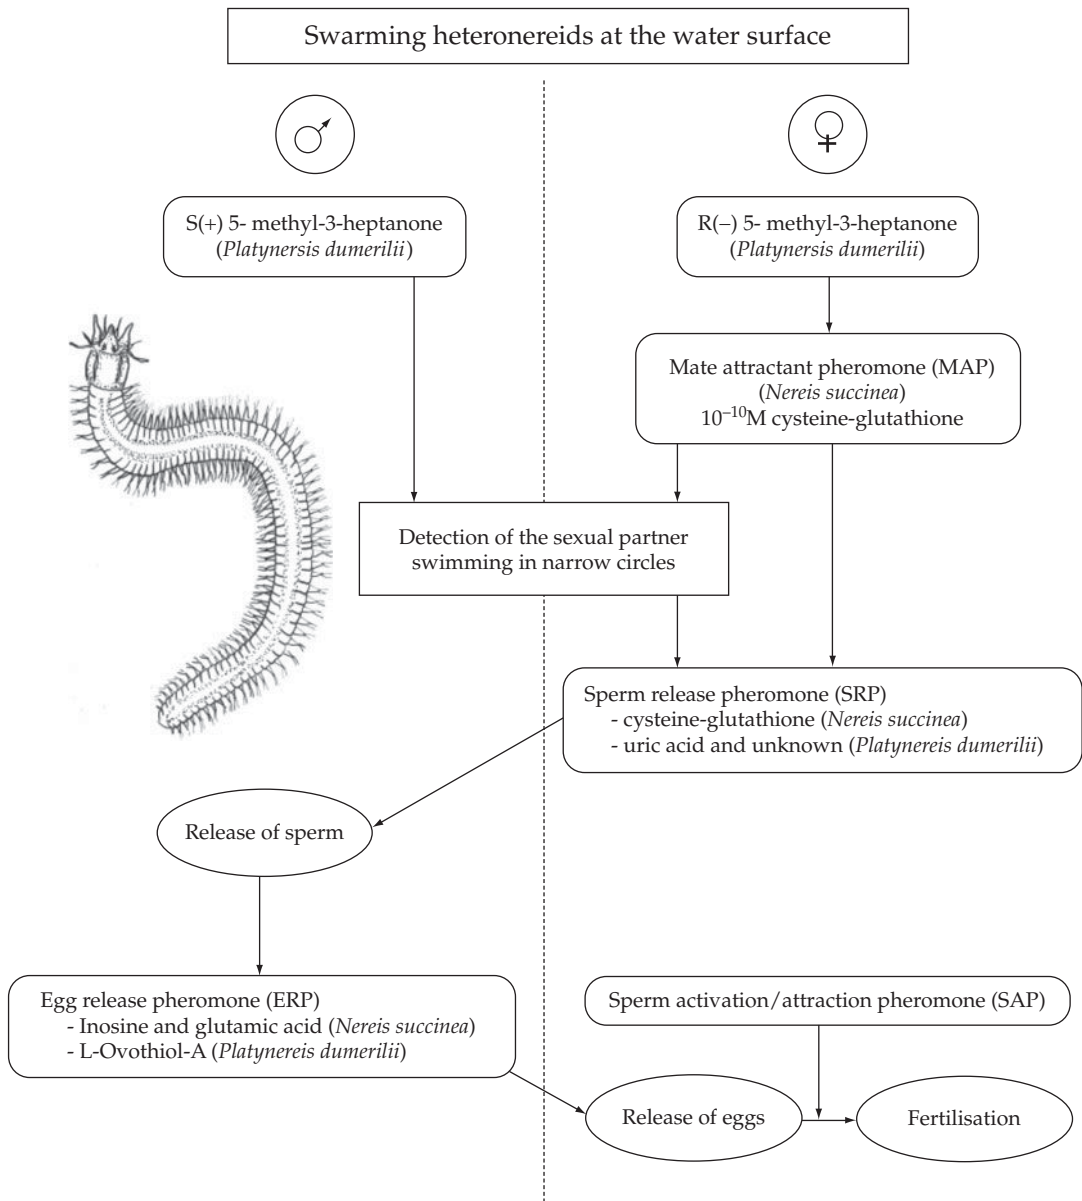 Swarming heteronereids at the water surface
S(+) 5- methyl-3-heptanone
(Platynersis dumerilii)
R(−) 5- methyl-3-heptanone
(Platynersis dumerilii)
Mate attractant pheromone (MAP)
(Nereis succinea)
10⁻¹⁰M cysteine-glutathione
Detection of the sexual partner
swimming in narrow circles
Sperm release pheromone (SRP)
- cysteine-glutathione (Nereis succinea)
- uric acid and unknown (Platynereis dumerilii)
Release of sperm
Egg release pheromone (ERP)
- Inosine and glutamic acid (Nereis succinea)
- L-Ovothiol-A (Platynereis dumerilii)
Sperm activation/attraction pheromone (SAP)
Release of eggs
Fertilisation